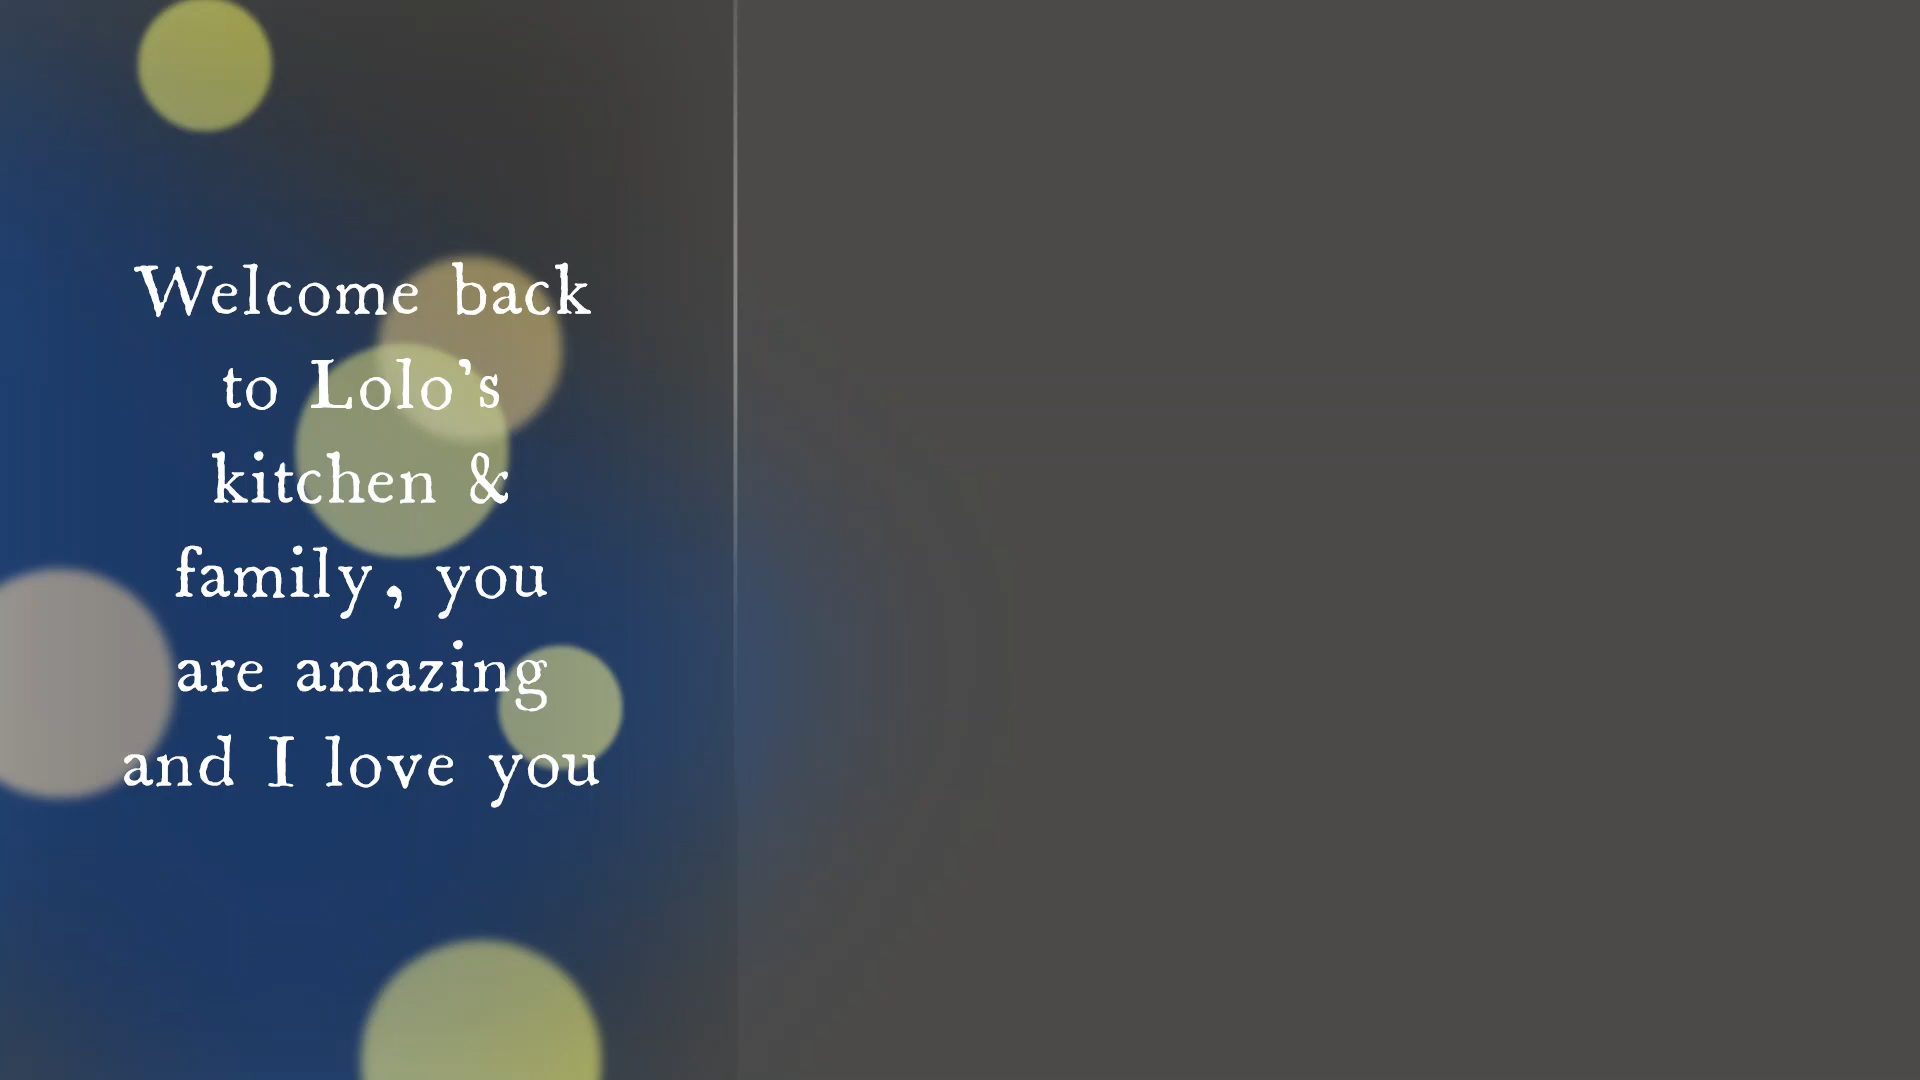 Welcome back
to Lolo's
kitchen &
family, you
are amazing
and I love you